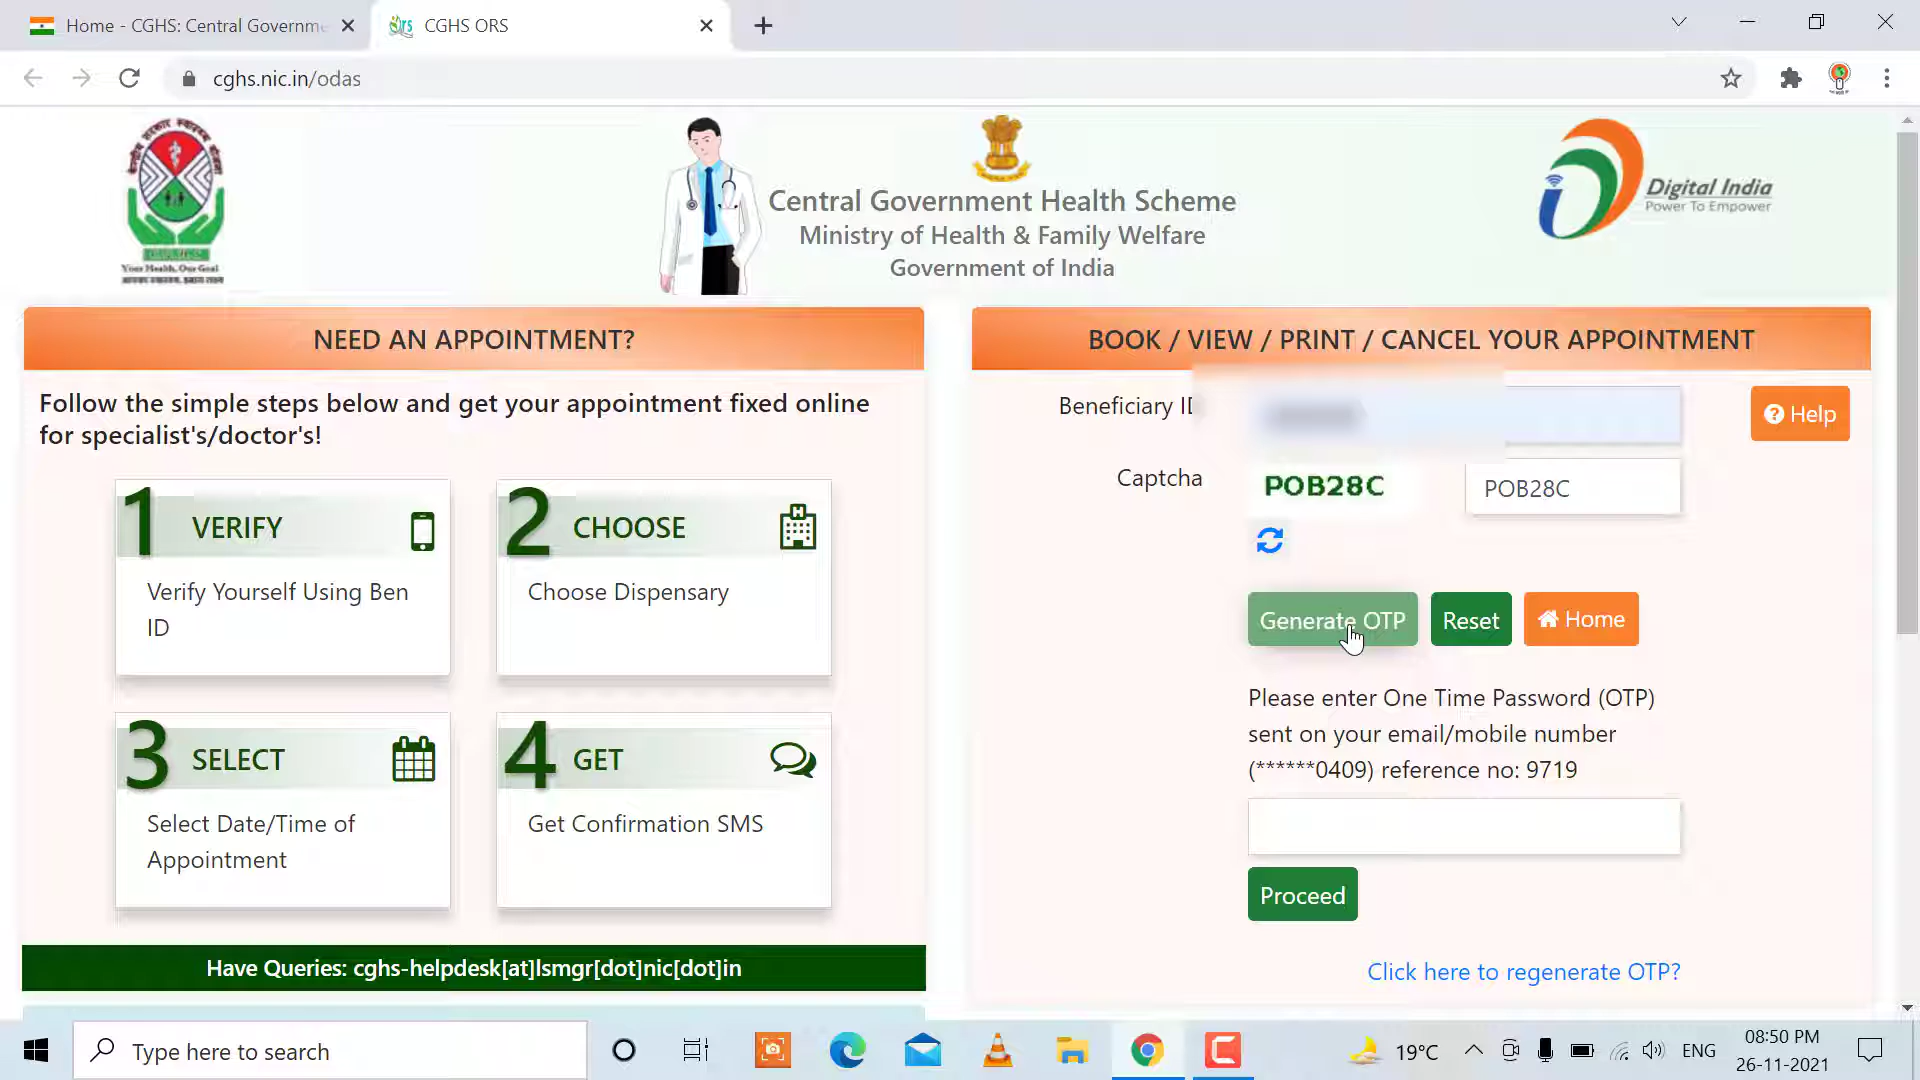 Home - CGHS: Central Governme
CGHS ORS
cghs.nic.in/odas
Your Health, Our Goal
Central Government Health Scheme
Ministry of Health & Family Welfare
Government of India
Digital India
Power To Empower
NEED AN APPOINTMENT?
Follow the simple steps below and get your appointment fixed online
for specialist's/doctor's!
1 VERIFY
Verify Yourself Using Ben
ID
2 CHOOSE
Choose Dispensary
3 SELECT
Select Date/Time of
Appointment
4 GET
Get Confirmation SMS
Have Queries: cghs-helpdesk[at]lsmgr[dot]nic[dot]in
BOOK / VIEW / PRINT / CANCEL YOUR APPOINTMENT
Beneficiary ID
Help
Captcha
POB28C
POB28C
Generate OTP
Reset
Home
Please enter One Time Password (OTP)
sent on your email/mobile number
(******0409) reference no: 9719
Proceed
Click here to regenerate OTP?
Type here to search
19°C
ENG
08:50 PM
26-11-2021